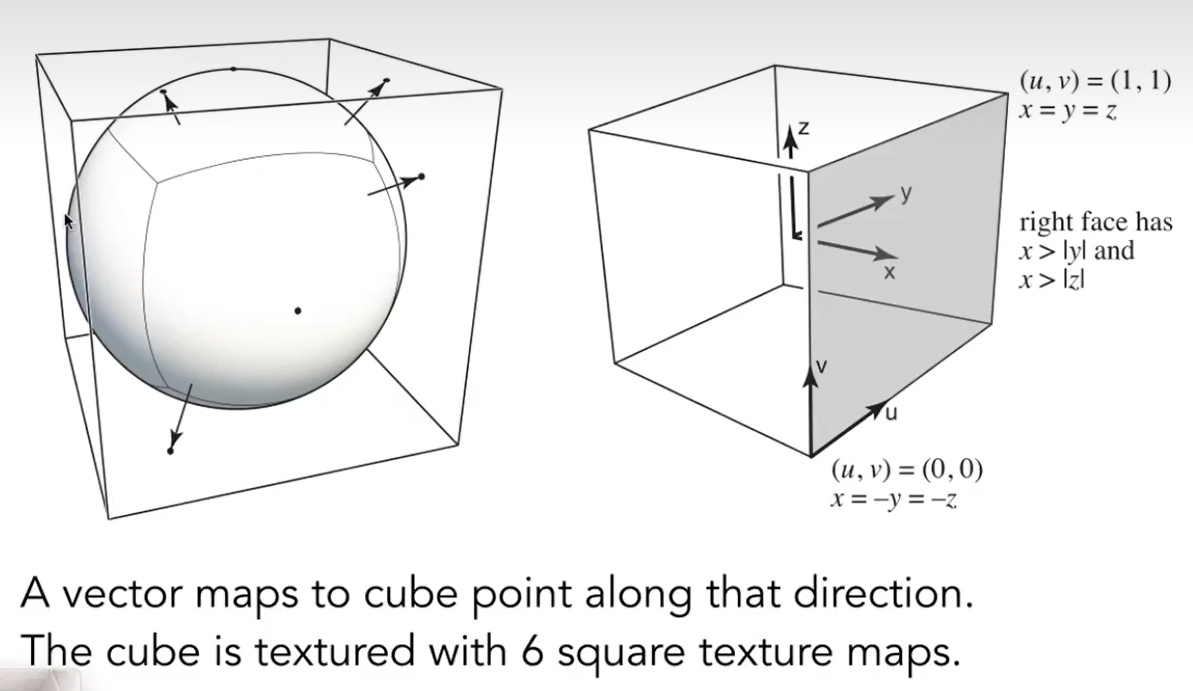 (u, v) = (1, 1)
x = y = z
z
y
x
right face has
x > |y| and
x > |z|
v
u
(u, v) = (0, 0)
x = −y = −z
A vector maps to cube point along that direction.
The cube is textured with 6 square texture maps.